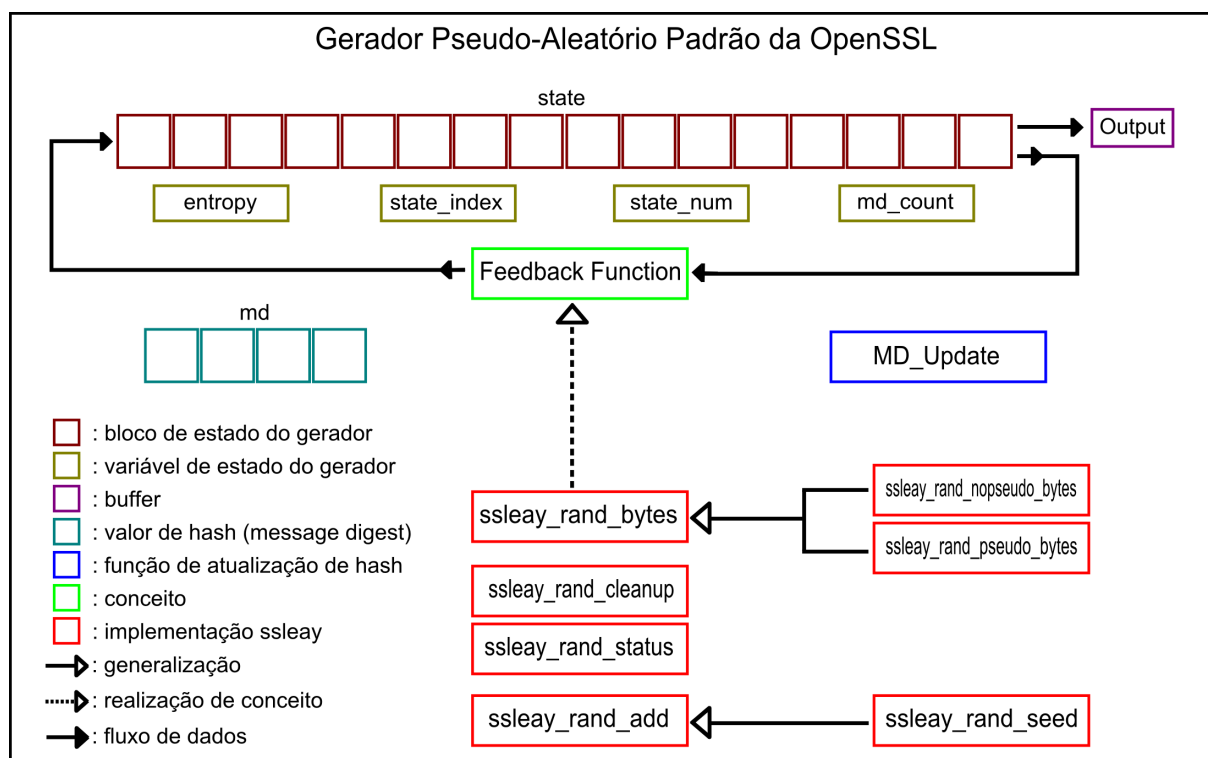 Gerador Pseudo-Aleatório Padrão da OpenSSL
state
Output
entropy
state_index
state_num
md_count
Feedback Function
md
MD_Update
: bloco de estado do gerador
: variável de estado do gerador
: buffer
: valor de hash (message digest)
: função de atualização de hash
: conceito
: implementação ssleay
: generalização
: realização de conceito
: fluxo de dados
ssleay_rand_bytes
ssleay_rand_nopseudo_bytes
ssleay_rand_pseudo_bytes
ssleay_rand_cleanup
ssleay_rand_status
ssleay_rand_add
ssleay_rand_seed